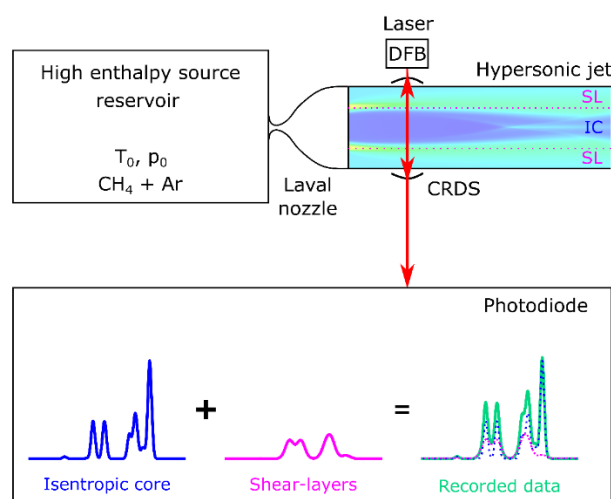 Laser
DFB
High enthalpy source
reservoir
T₀, p₀
CH₄ + Ar
Laval
nozzle
Hypersonic jet
SL
IC
SL
CRDS
Photodiode
+
=
Isentropic core
Shear-layers
Recorded data